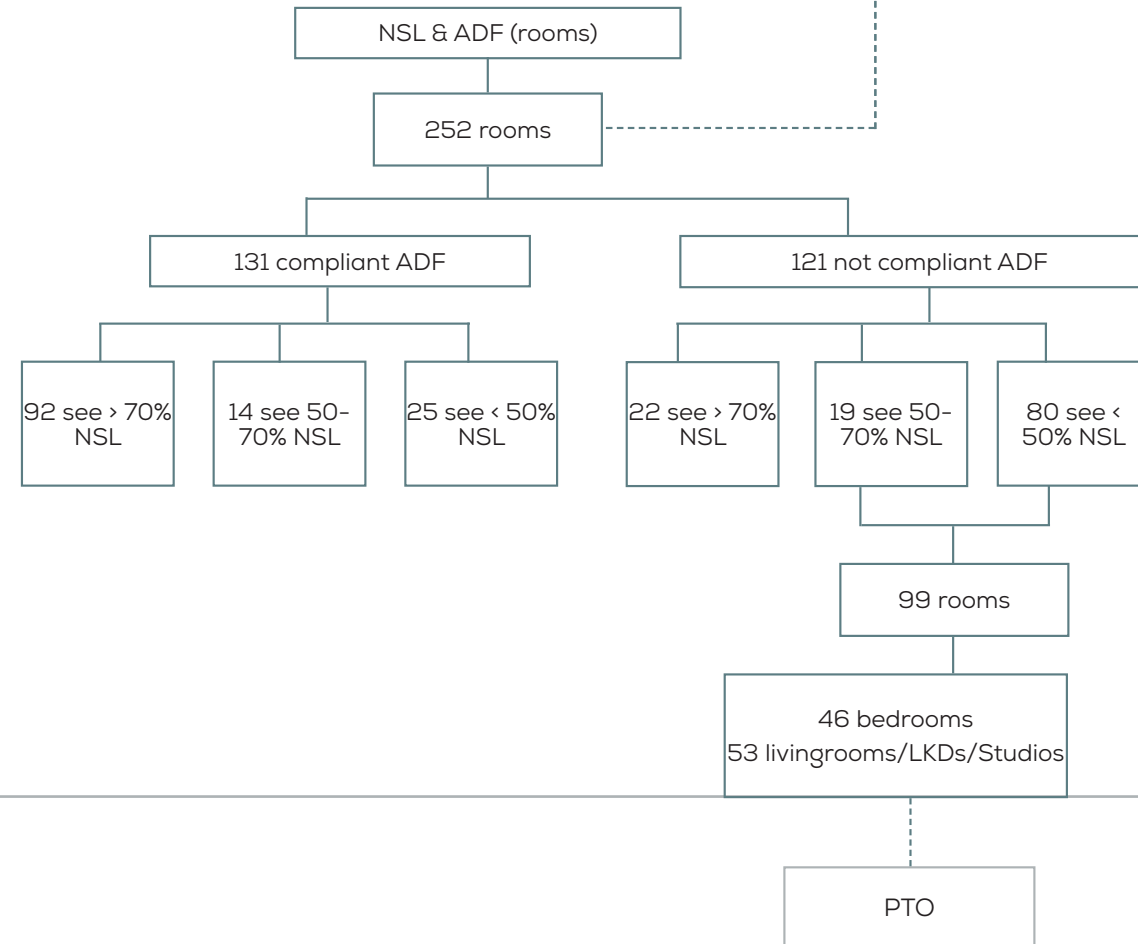 NSL & ADF (rooms)
252 rooms
131 compliant ADF
121 not compliant ADF
92 see > 70%
NSL
14 see 50-
70% NSL
25 see < 50%
NSL
22 see > 70%
NSL
19 see 50-
70% NSL
80 see <
50% NSL
99 rooms
46 bedrooms
53 livingrooms/LKDs/Studios
PTO